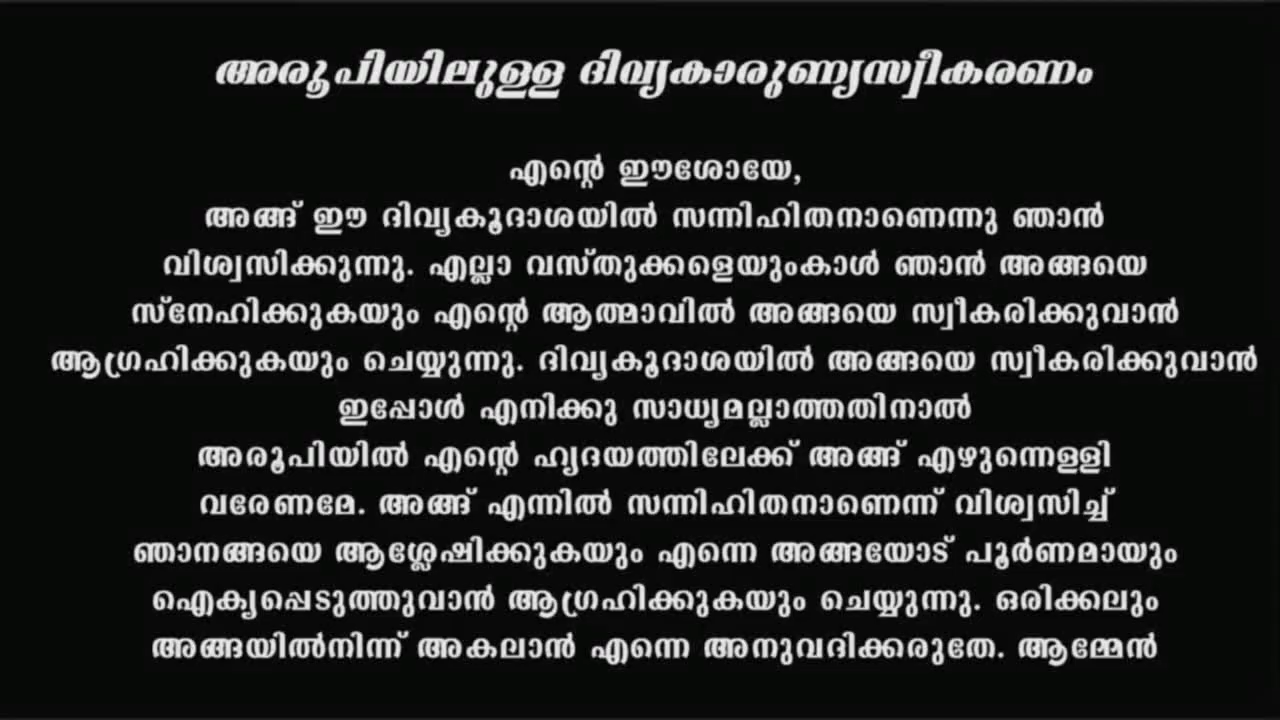 അരൂപിയിലുള്ള ദിവ്യകാരുണ്യസ്വീകരണം
എന്റെ ഈശോയേ,
അങ്ങ് ഈ ദിവ്യകൂദാശയിൽ സന്നിഹിതനാണെന്നു ഞാൻ
വിശ്വസിക്കുന്നു. എല്ലാ വസ്തുക്കളെയുംകാൾ ഞാൻ അങ്ങയെ
സ്നേഹിക്കുകയും എന്റെ ആത്മാവിൽ അങ്ങയെ സ്വീകരിക്കുവാൻ
ആഗ്രഹിക്കുകയും ചെയ്യുന്നു. ദിവ്യകൂദാശയിൽ അങ്ങയെ സ്വീകരിക്കുവാൻ
ഇപ്പോൾ എനിക്കു സാധ്യമല്ലാത്തതിനാൽ
അരൂപിയിൽ എന്റെ ഹൃദയത്തിലേക്ക് അങ്ങ് എഴുന്നെള്ളി
വരേണമേ. അങ്ങ് എന്നിൽ സന്നിഹിതനാണെന്ന് വിശ്വസിച്ച്
ഞാനങ്ങയെ ആശ്ലേഷിക്കുകയും എന്നെ അങ്ങയോട് പൂർണമായും
ഐക്യപ്പെടുത്തുവാൻ ആഗ്രഹിക്കുകയും ചെയ്യുന്നു. ഒരിക്കലും
അങ്ങയിൽനിന്ന് അകലാൻ എന്നെ അനുവദിക്കരുതേ. ആമ്മേൻ